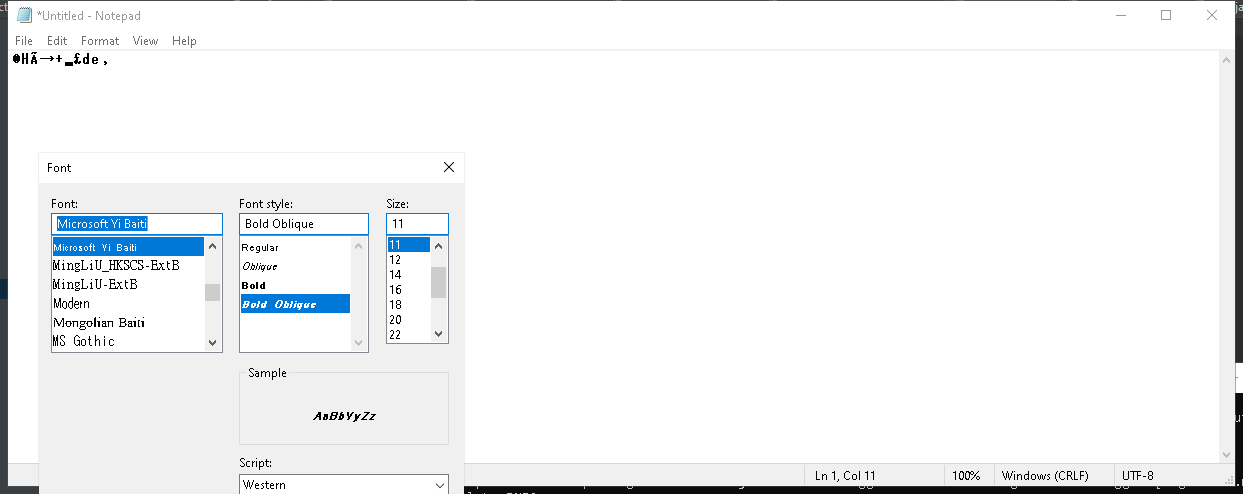 *Untitled - Notepad
File Edit Format View Help
●HÃ→+▂£de,
Font
Font: Font style: Size:
Microsoft Yi Baiti Bold Oblique 11
Microsoft Yi Baiti Regular 11
MingLiU_HKSCS-ExtB Oblique 12
MingLiU-ExtB Bold 14
Modern Bold Oblique 16
Mongolian Baiti 18
MS Gothic 20
22
Sample
AaBbYyZz
Script:
Western
Ln 1, Col 11 100% Windows (CRLF) UTF-8